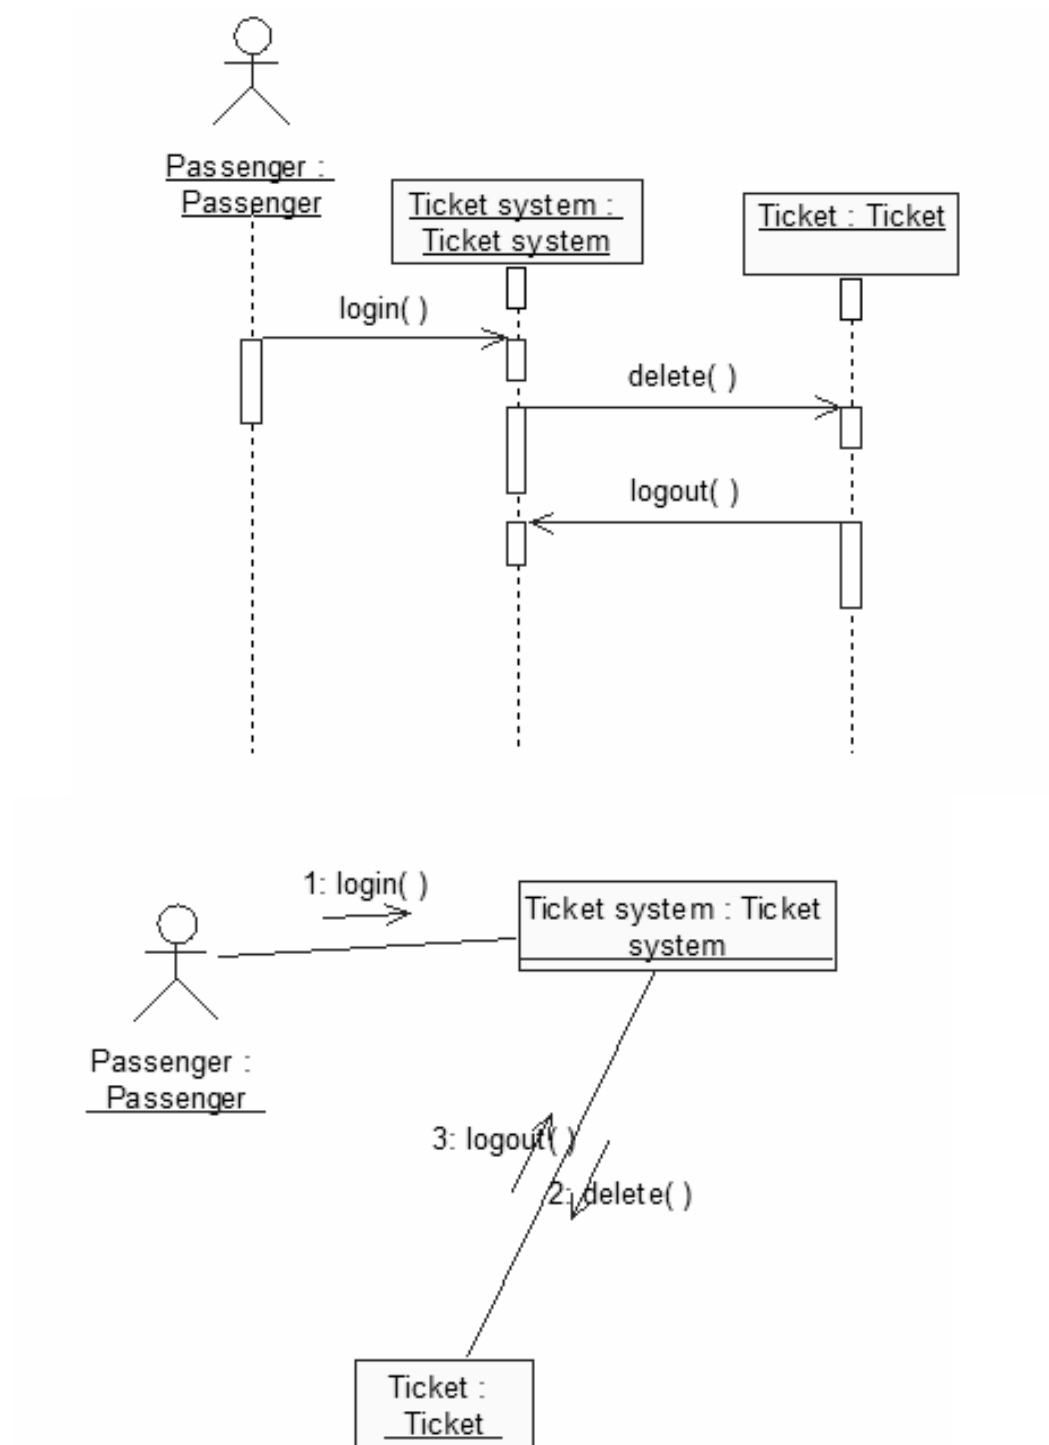 Passenger :
Passenger
Ticket system :
Ticket system
Ticket : Ticket
login( )
delete( )
logout( )
1: login( )
Ticket system : Ticket
system
Passenger :
Passenger
3: logout( )
2: delete( )
Ticket :
Ticket